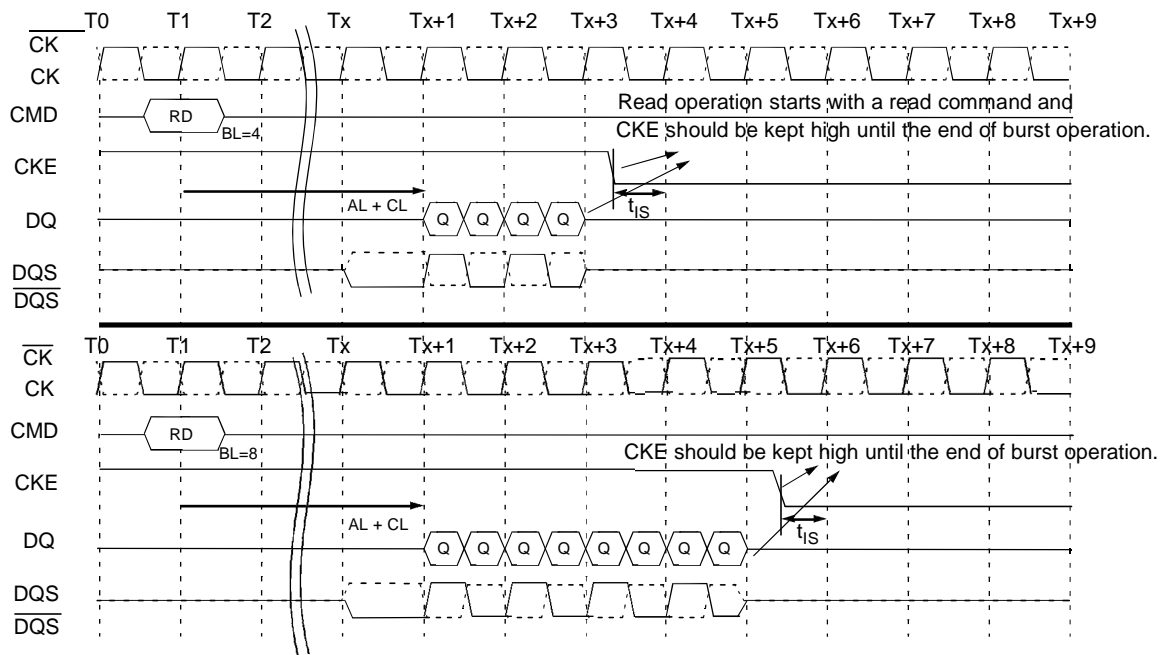 T0 T1 T2 Tx Tx+1 Tx+2 Tx+3 Tx+4 Tx+5 Tx+6 Tx+7 Tx+8 Tx+9
CK
CK
Read operation starts with a read command and
CMD RD BL=4
CKE should be kept high until the end of burst operation.
CKE
AL + CL tIS
DQ Q Q Q Q
DQS
DQS
T0 T1 T2 Tx Tx+1 Tx+2 Tx+3 Tx+4 Tx+5 Tx+6 Tx+7 Tx+8 Tx+9
CK
CK
CMD RD BL=8
CKE should be kept high until the end of burst operation.
CKE
AL + CL tIS
DQ Q Q Q Q Q Q Q Q
DQS
DQS